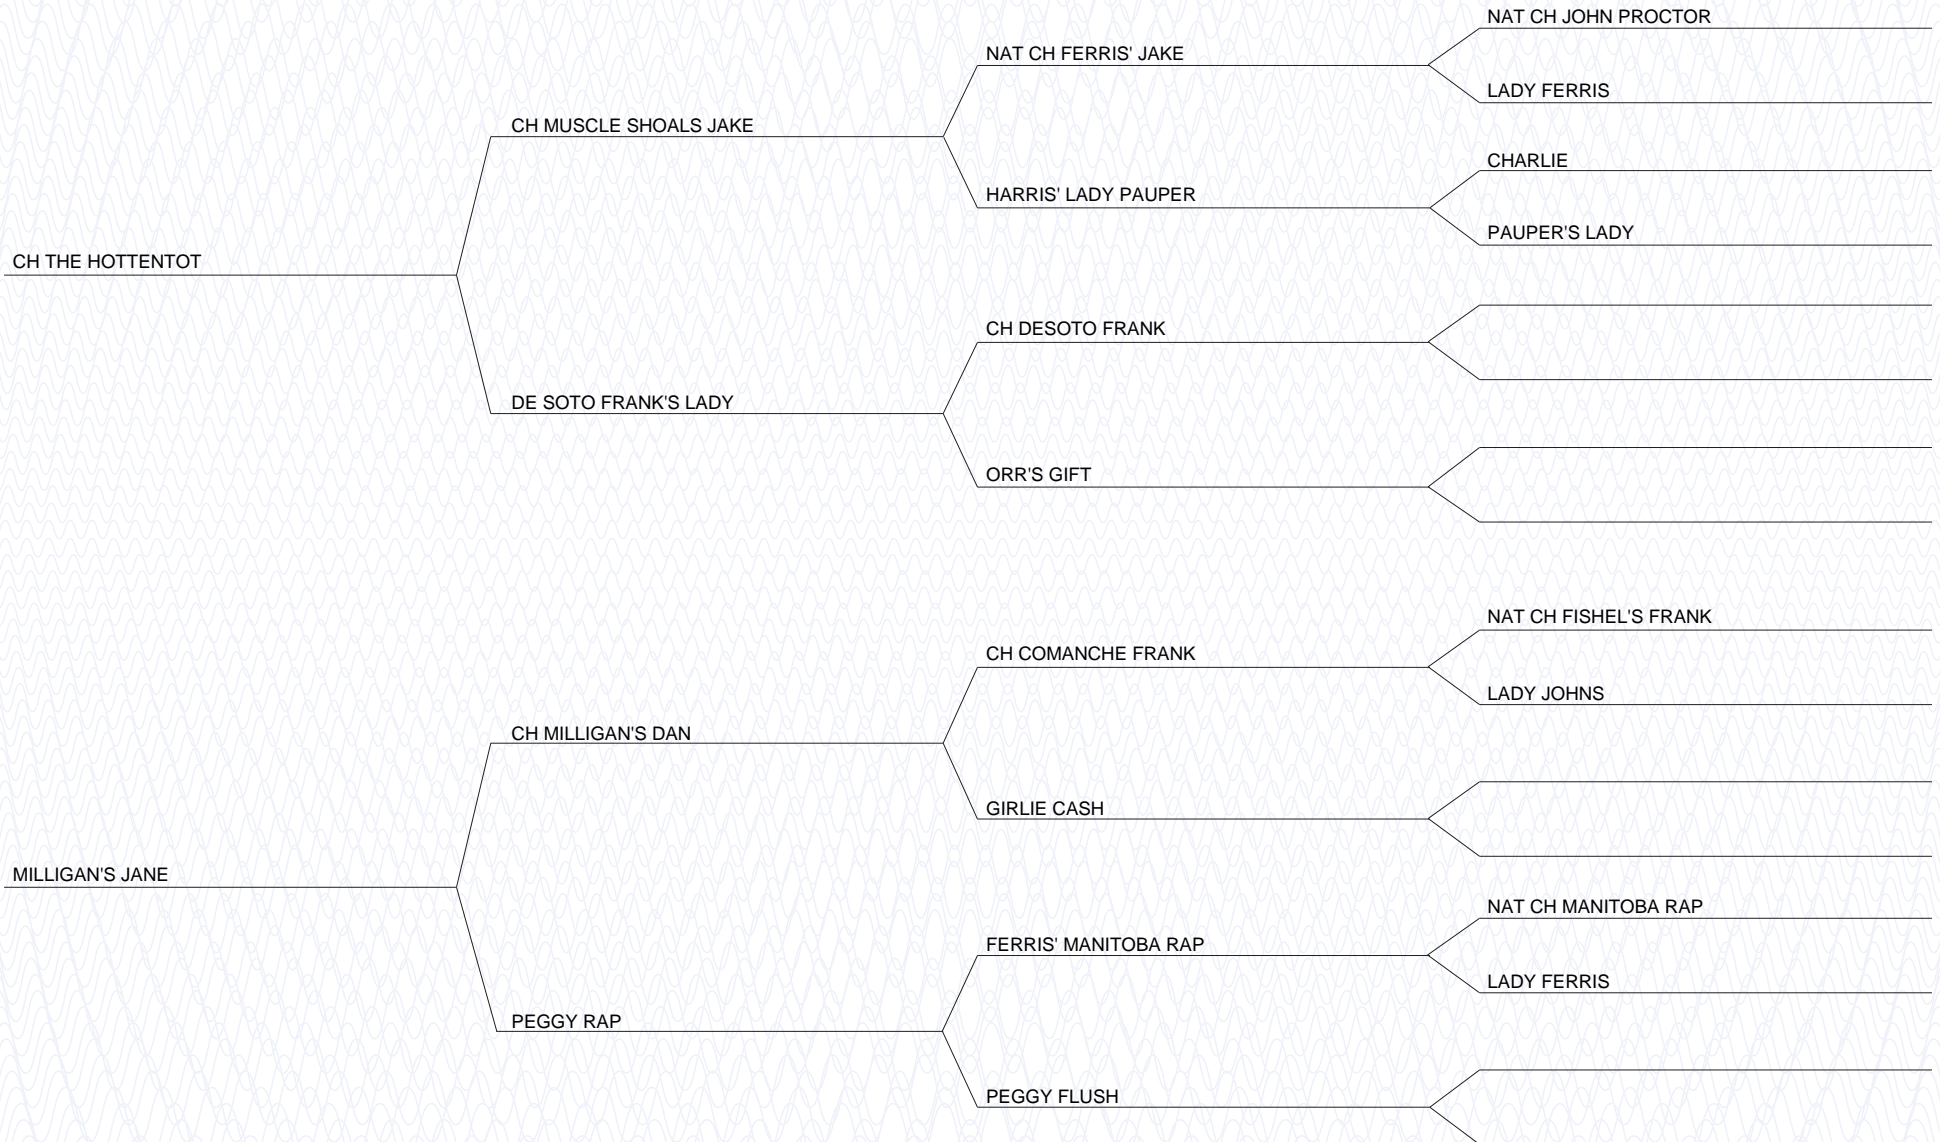 NAT CH JOHN PROCTOR
NAT CH FERRIS' JAKE
LADY FERRIS
CH MUSCLE SHOALS JAKE
CHARLIE
HARRIS' LADY PAUPER
PAUPER'S LADY
CH THE HOTTENTOT
CH DESOTO FRANK
DE SOTO FRANK'S LADY
ORR'S GIFT
NAT CH FISHEL'S FRANK
CH COMANCHE FRANK
LADY JOHNS
CH MILLIGAN'S DAN
GIRLIE CASH
MILLIGAN'S JANE
NAT CH MANITOBA RAP
FERRIS' MANITOBA RAP
LADY FERRIS
PEGGY RAP
PEGGY FLUSH